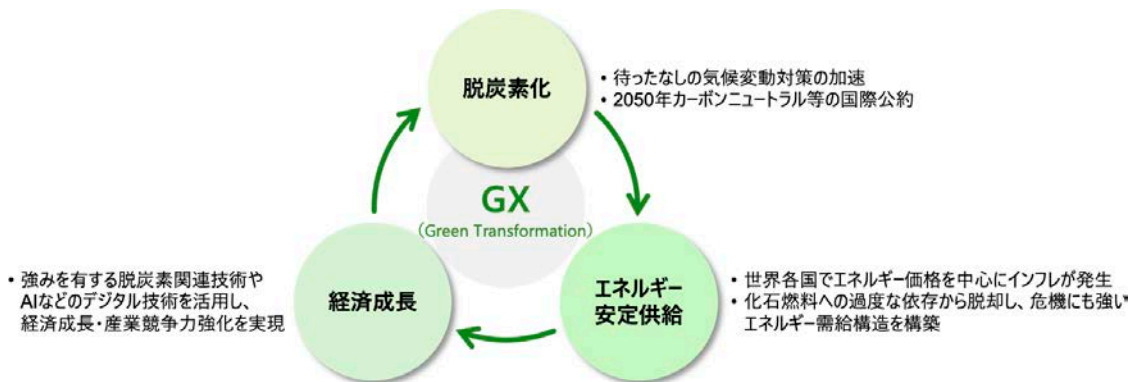 脱炭素化
・待ったなしの気候変動対策の加速
・2050年カーボンニュートラル等の国際公約
GX
（Green Transformation）
・強みを有する脱炭素関連技術や
AIなどのデジタル技術を活用し、
経済成長・産業競争力強化を実現
経済成長
エネルギー
安定供給
・世界各国でエネルギー価格を中心にインフレが発生
・化石燃料への過度な依存から脱却し、危機にも強い
エネルギー需給構造を構築